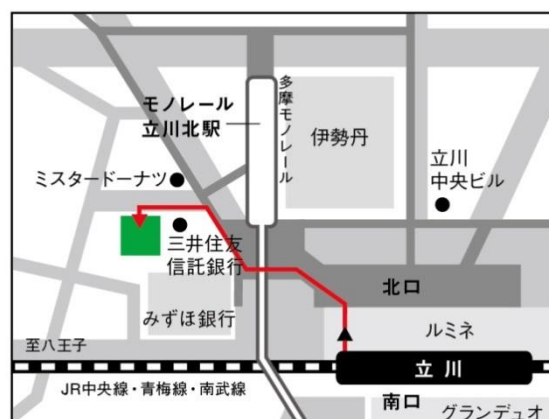 モノレール
立川北駅
多摩モノレール
伊勢丹
立川
中央ビル
ミスタードーナツ
三井住友
信託銀行
みずほ銀行
北口
ルミネ
至八王子
立川
JR中央線・青梅線・南武線
南口
グランデュオ